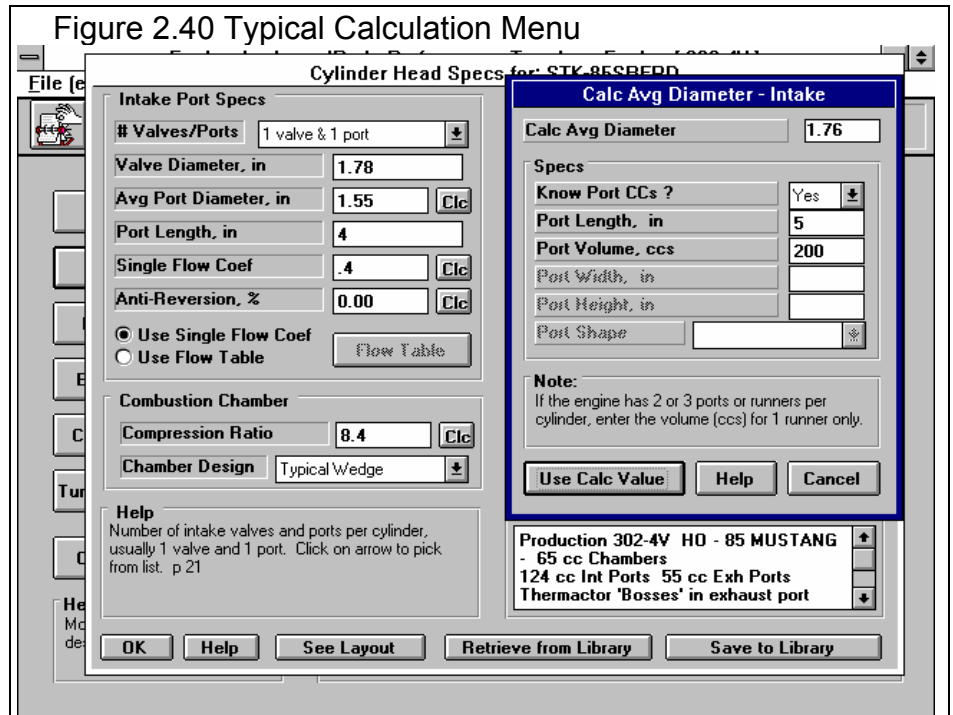 Figure 2.40 Typical Calculation Menu
File (e
Cylinder Head Specs for: STK-85SBFRD
Intake Port Specs
# Valves/Ports 1 valve & 1 port
Valve Diameter, in 1.78
Avg Port Diameter, in 1.55 Clc
Port Length, in 4
Single Flow Coef .4 Clc
Anti-Reversion, % 0.00 Clc
Use Single Flow Coef
Use Flow Table
Flow Table
Combustion Chamber
Compression Ratio 8.4 Clc
Chamber Design Typical Wedge
Help
Number of intake valves and ports per cylinder,
usually 1 valve and 1 port. Click on arrow to pick
from list. p 21
Calc Avg Diameter - Intake
Calc Avg Diameter 1.76
Specs
Know Port CCs ? Yes
Port Length, in 5
Port Volume, ccs 200
Port Width, in
Port Height, in
Port Shape
Note:
If the engine has 2 or 3 ports or runners per
cylinder, enter the volume (ccs) for 1 runner only.
Use Calc Value Help Cancel
Production 302-4V HO - 85 MUSTANG
- 65 cc Chambers
124 cc Int Ports 55 cc Exh Ports
Thermactor 'Bosses' in exhaust port
OK Help See Layout Retrieve from Library Save to Library
E
C
Tur
He
Mo
de